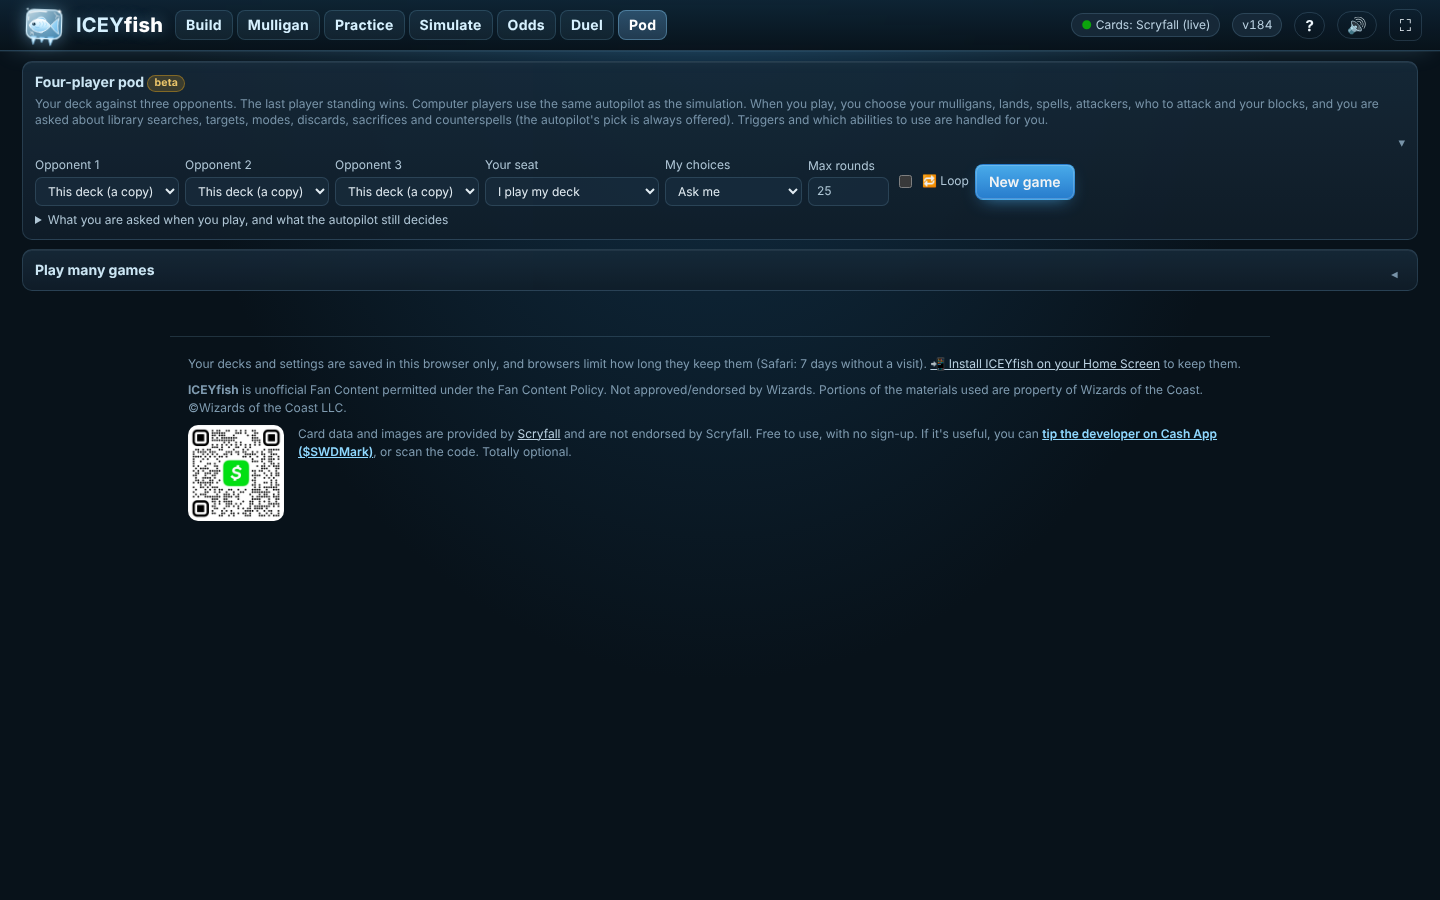 ICEYfish Build Mulligan Practice Simulate Odds Duel Pod Cards: Scryfall (live) v184 ?
Four-player pod beta
Your deck against three opponents. The last player standing wins. Computer players use the same autopilot as the simulation. When you play, you choose your mulligans, lands, spells, attackers, who to attack and your blocks, and you are
asked about library searches, targets, modes, discards, sacrifices and counterspells (the autopilot's pick is always offered). Triggers and which abilities to use are handled for you.
Opponent 1 Opponent 2 Opponent 3 Your seat My choices Max rounds
This deck (a copy) This deck (a copy) This deck (a copy) I play my deck Ask me 25 Loop New game
What you are asked when you play, and what the autopilot still decides
Play many games
Your decks and settings are saved in this browser only, and browsers limit how long they keep them (Safari: 7 days without a visit). Install ICEYfish on your Home Screen to keep them.
ICEYfish is unofficial Fan Content permitted under the Fan Content Policy. Not approved/endorsed by Wizards. Portions of the materials used are property of Wizards of the Coast.
©Wizards of the Coast LLC.
Card data and images are provided by Scryfall and are not endorsed by Scryfall. Free to use, with no sign-up. If it's useful, you can tip the developer on Cash App
($SWDMark), or scan the code. Totally optional.